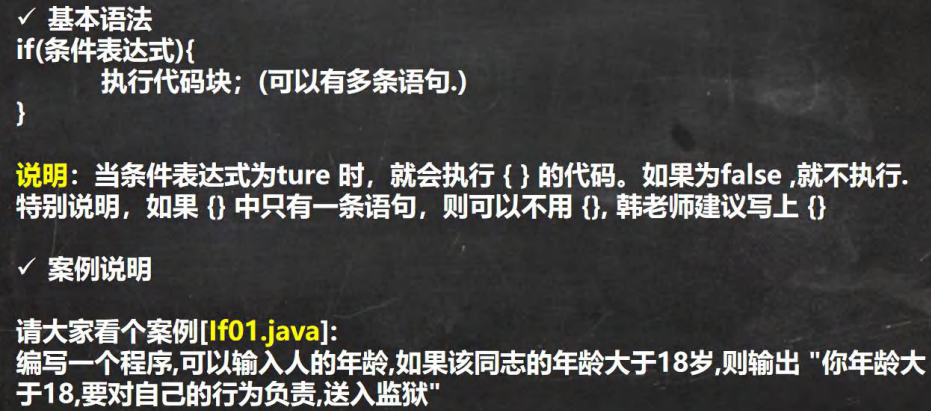 ✓ 基本语法
if(条件表达式){
执行代码块；(可以有多条语句.)
}
说明：当条件表达式为ture 时，就会执行 { } 的代码。如果为false ,就不执行.
特别说明，如果 {} 中只有一条语句，则可以不用 {}, 韩老师建议写上 {}
✓ 案例说明
请大家看个案例[If01.java]:
编写一个程序,可以输入人的年龄,如果该同志的年龄大于18岁,则输出 "你年龄大
于18,要对自己的行为负责,送入监狱"